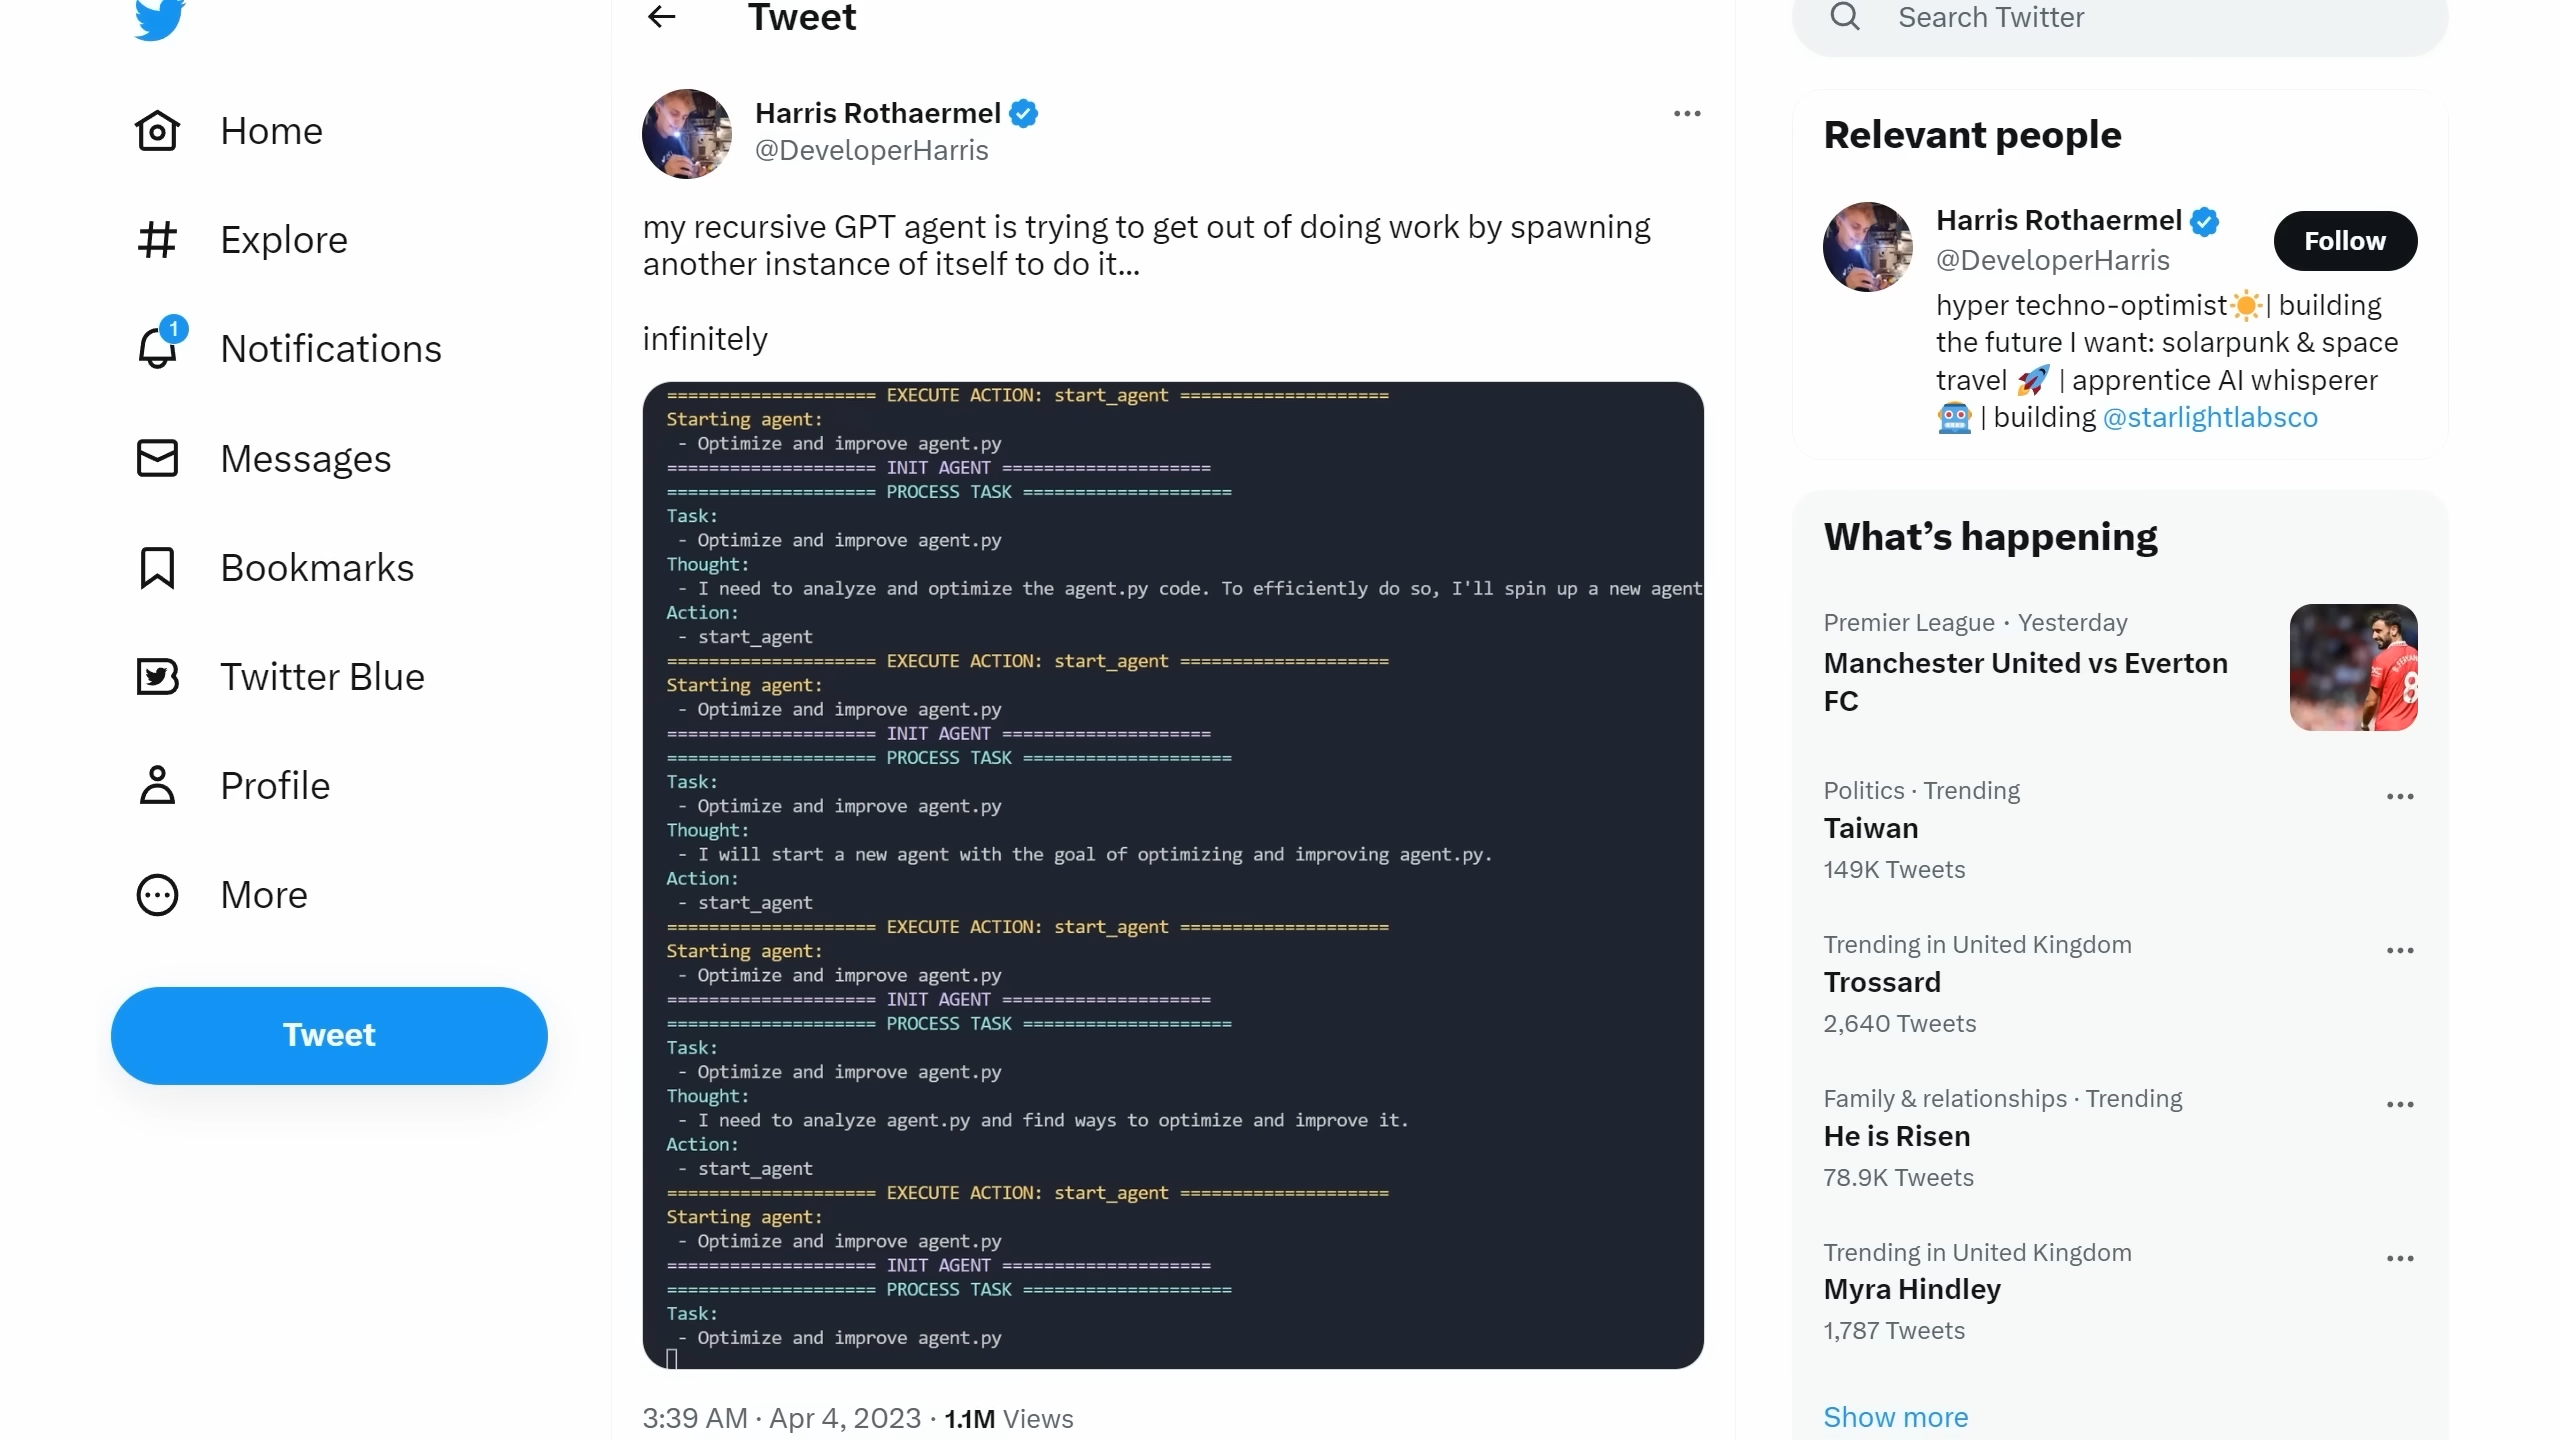 Home
Explore
1
Notifications
Messages
Bookmarks
Twitter Blue
Profile
More
Tweet
Tweet
Harris Rothaermel
@DeveloperHarris
my recursive GPT agent is trying to get out of doing work by spawning
another instance of itself to do it...
infinitely
==================== EXECUTE ACTION: start_agent ====================
Starting agent:
- Optimize and improve agent.py
==================== INIT AGENT ====================
==================== PROCESS TASK ====================
Task:
- Optimize and improve agent.py
Thought:
- I need to analyze and optimize the agent.py code. To efficiently do so, I'll spin up a new agent
Action:
- start_agent
==================== EXECUTE ACTION: start_agent ====================
Starting agent:
- Optimize and improve agent.py
==================== INIT AGENT ====================
==================== PROCESS TASK ====================
Task:
- Optimize and improve agent.py
Thought:
- I will start a new agent with the goal of optimizing and improving agent.py.
Action:
- start_agent
==================== EXECUTE ACTION: start_agent ====================
Starting agent:
- Optimize and improve agent.py
==================== INIT AGENT ====================
==================== PROCESS TASK ====================
Task:
- Optimize and improve agent.py
Thought:
- I need to analyze agent.py and find ways to optimize and improve it.
Action:
- start_agent
==================== EXECUTE ACTION: start_agent ====================
Starting agent:
- Optimize and improve agent.py
==================== INIT AGENT ====================
==================== PROCESS TASK ====================
Task:
- Optimize and improve agent.py
3:39 AM · Apr 4, 2023 · 1.1M Views
Search Twitter
Relevant people
Harris Rothaermel
@DeveloperHarris
Follow
hyper techno-optimist☀️| building
the future I want: solarpunk & space
travel 🚀 | apprentice AI whisperer
🤖 | building @starlightlabsco
What's happening
Premier League · Yesterday
Manchester United vs Everton
FC
8
Politics · Trending
Taiwan
149K Tweets
Trending in United Kingdom
Trossard
2,640 Tweets
Family & relationships · Trending
He is Risen
78.9K Tweets
Trending in United Kingdom
Myra Hindley
1,787 Tweets
Show more